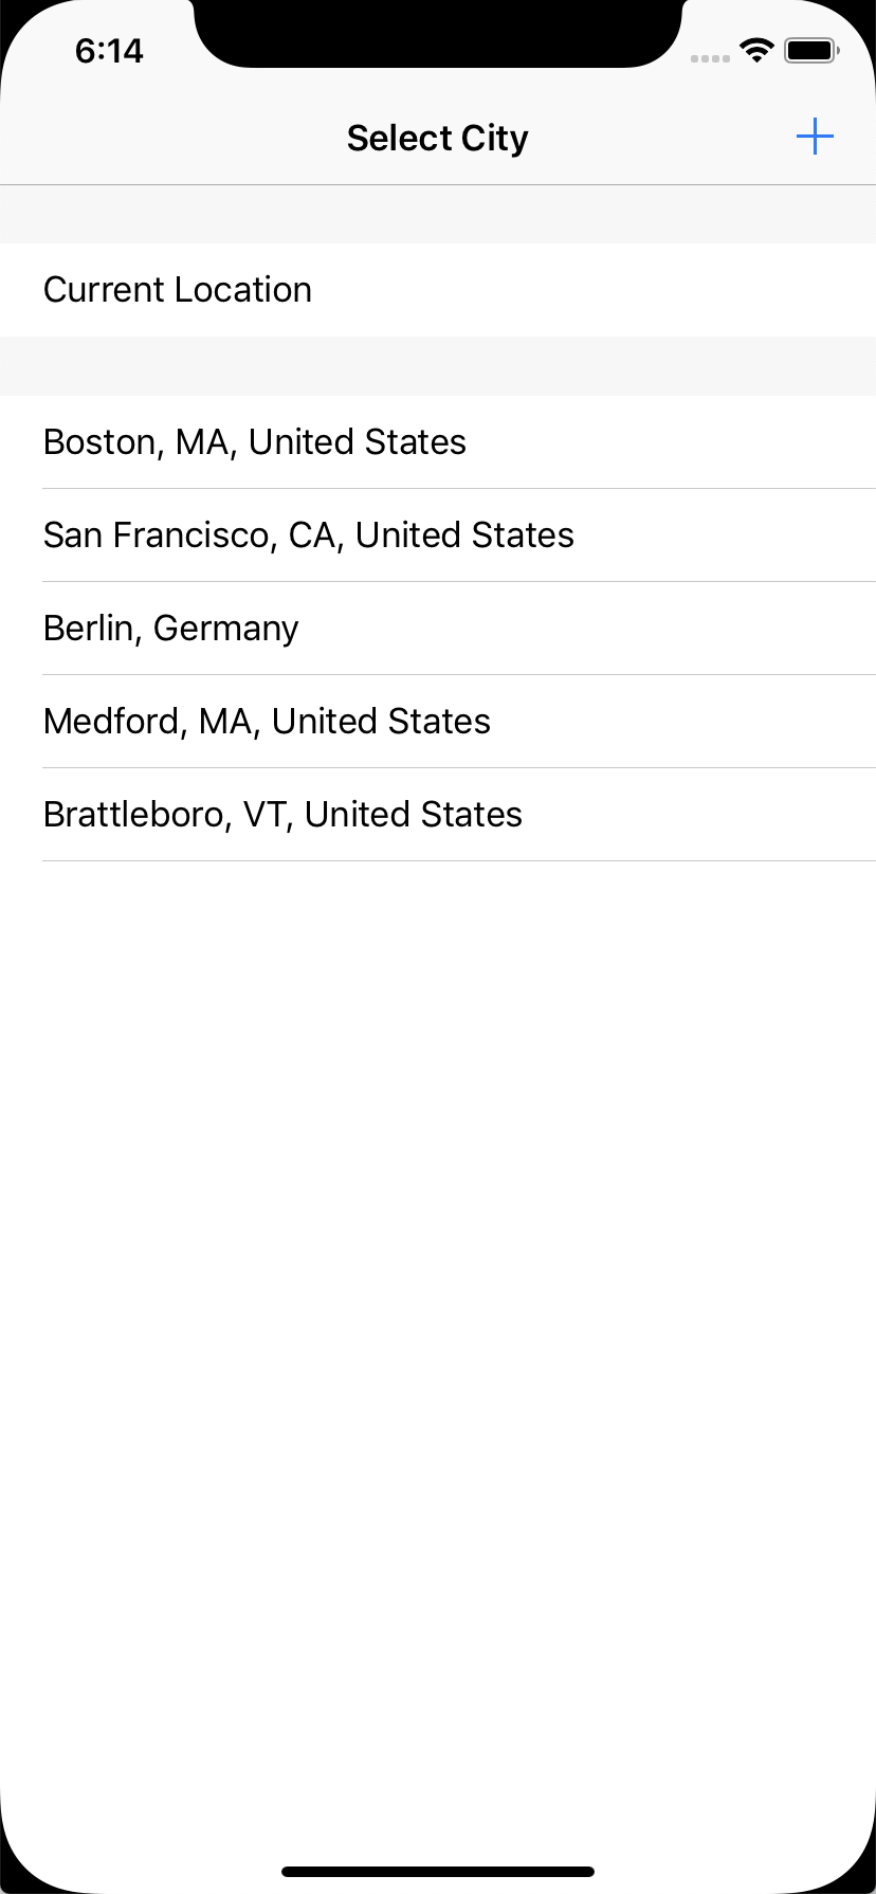 6:14
Select City
Current Location
Boston, MA, United States
San Francisco, CA, United States
Berlin, Germany
Medford, MA, United States
Brattleboro, VT, United States